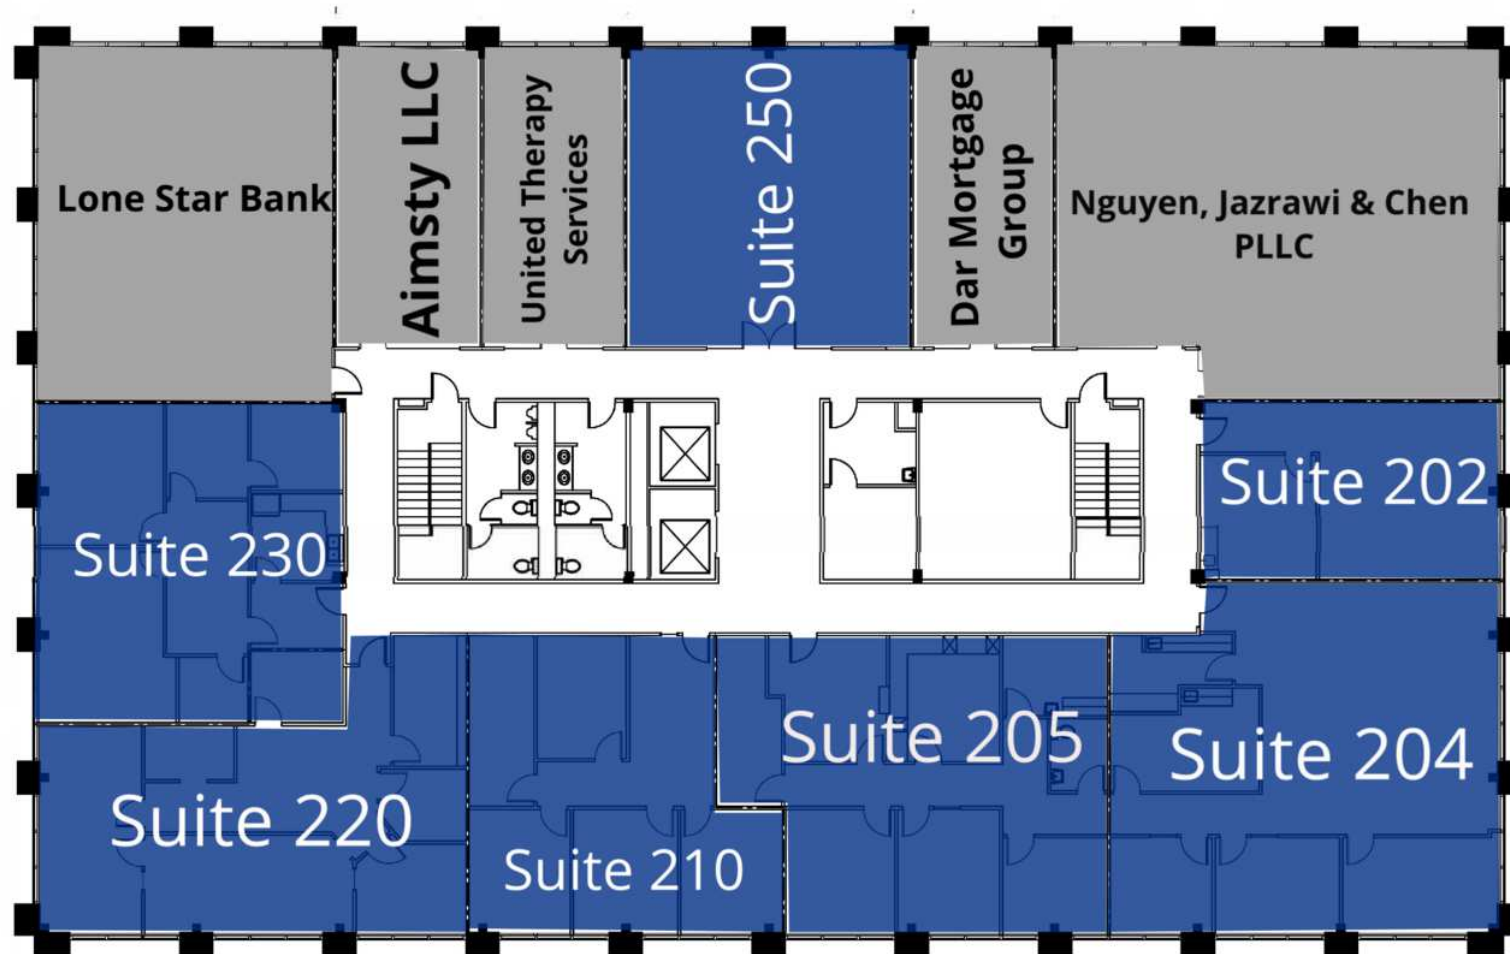 Lone Star Bank
Aimsty LLC
United Therapy
Services
Suite 250
Dar Mortgage
Group
Nguyen, Jazrawi & Chen
PLLC
Suite 202
Suite 230
Suite 205
Suite 204
Suite 220
Suite 210